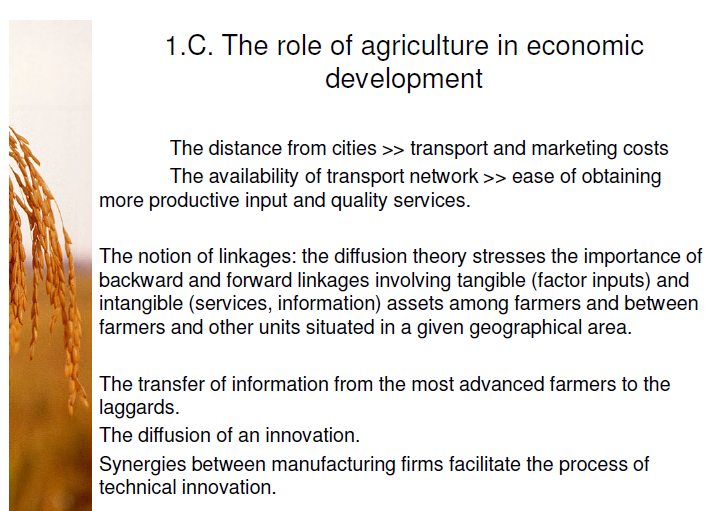 1.C. The role of agriculture in economic
development
The distance from cities >> transport and marketing costs
The availability of transport network >> ease of obtaining
more productive input and quality services.
The notion of linkages: the diffusion theory stresses the importance of
backward and forward linkages involving tangible (factor inputs) and
intangible (services, information) assets among farmers and between
farmers and other units situated in a given geographical area.
The transfer of information from the most advanced farmers to the
laggards.
The diffusion of an innovation.
Synergies between manufacturing firms facilitate the process of
technical innovation.